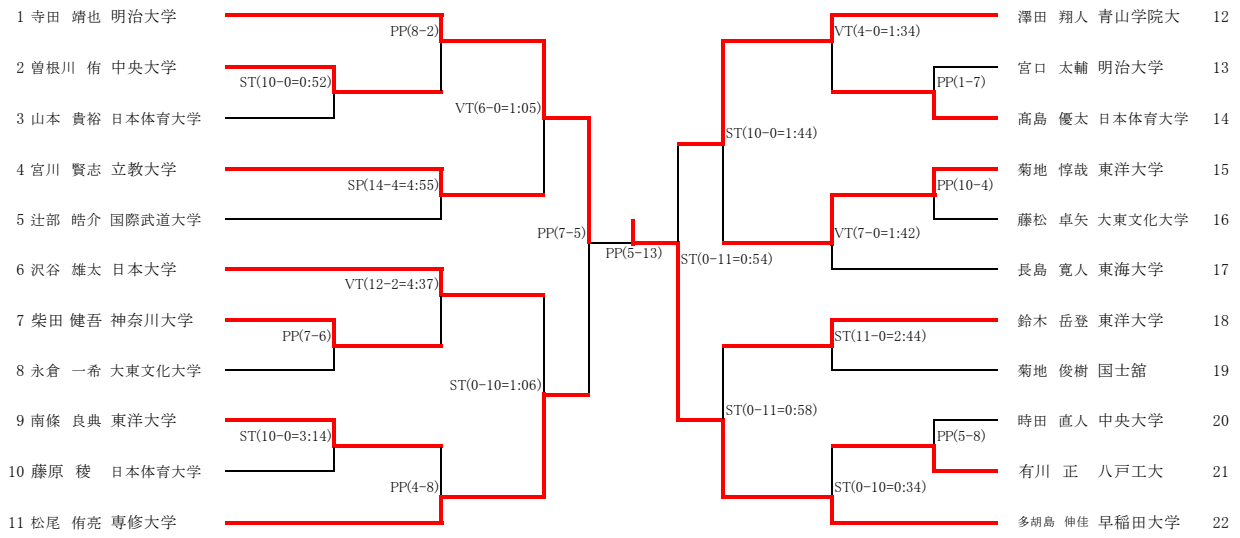 1 寺田　靖也 明治大学
PP(8-2)
2 曽根川　侑 中央大学
ST(10-0=0:52)
3 山本　貴裕 日本体育大学
VT(6-0=1:05)
4 宮川　賢志 立教大学
SP(14-4=4:55)
5 辻部　皓介 国際武道大学
PP(7-5)
6 沢谷　雄太 日本大学
VT(12-2=4:37)
7 柴田 健吾 神奈川大学
PP(7-6)
8 永倉　一希 大東文化大学
ST(0-10=1:06)
9 南條　良典 東洋大学
ST(10-0=3:14)
10 藤原　稜 日本体育大学
PP(4-8)
11 松尾　侑亮 専修大学
PP(5-13)
澤田　翔人 青山学院大 12
VT(4-0=1:34)
宮口　太輔 明治大学 13
PP(1-7)
髙島　優太 日本体育大学 14
ST(10-0=1:44)
菊地　惇哉 東洋大学 15
PP(10-4)
藤松　卓矢 大東文化大学 16
VT(7-0=1:42)
長島　寛人 東海大学 17
ST(0-11=0:54)
鈴木　岳登 東洋大学 18
ST(11-0=2:44)
菊地　俊樹 国士舘 19
ST(0-11=0:58)
時田　直人 中央大学 20
PP(5-8)
有川　正 八戸工大 21
ST(0-10=0:34)
多胡島　伸佳 早稲田大学 22